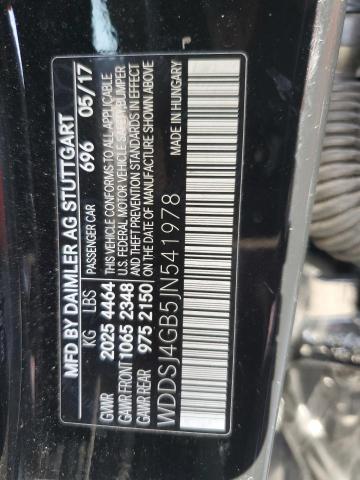 MFD BY DAIMLER AG STUTTGART
KG LBS PASSENGER CAR 696 05/17
GWR 2025 4464 THIS VEHICLE CONFORMS TO ALL APPLICABLE
GAWR FRONT 1065 2348 U.S. FEDERAL MOTOR VEHICLE SAFETY BUMPER
GAWR REAR 975 2150 AND THEFT PREVENTION STANDARDS IN EFFECT
ON THE DATE OF MANUFACTURE SHOWN ABOVE
WDDSJ4GB5JN541978 MADE IN HUNGARY